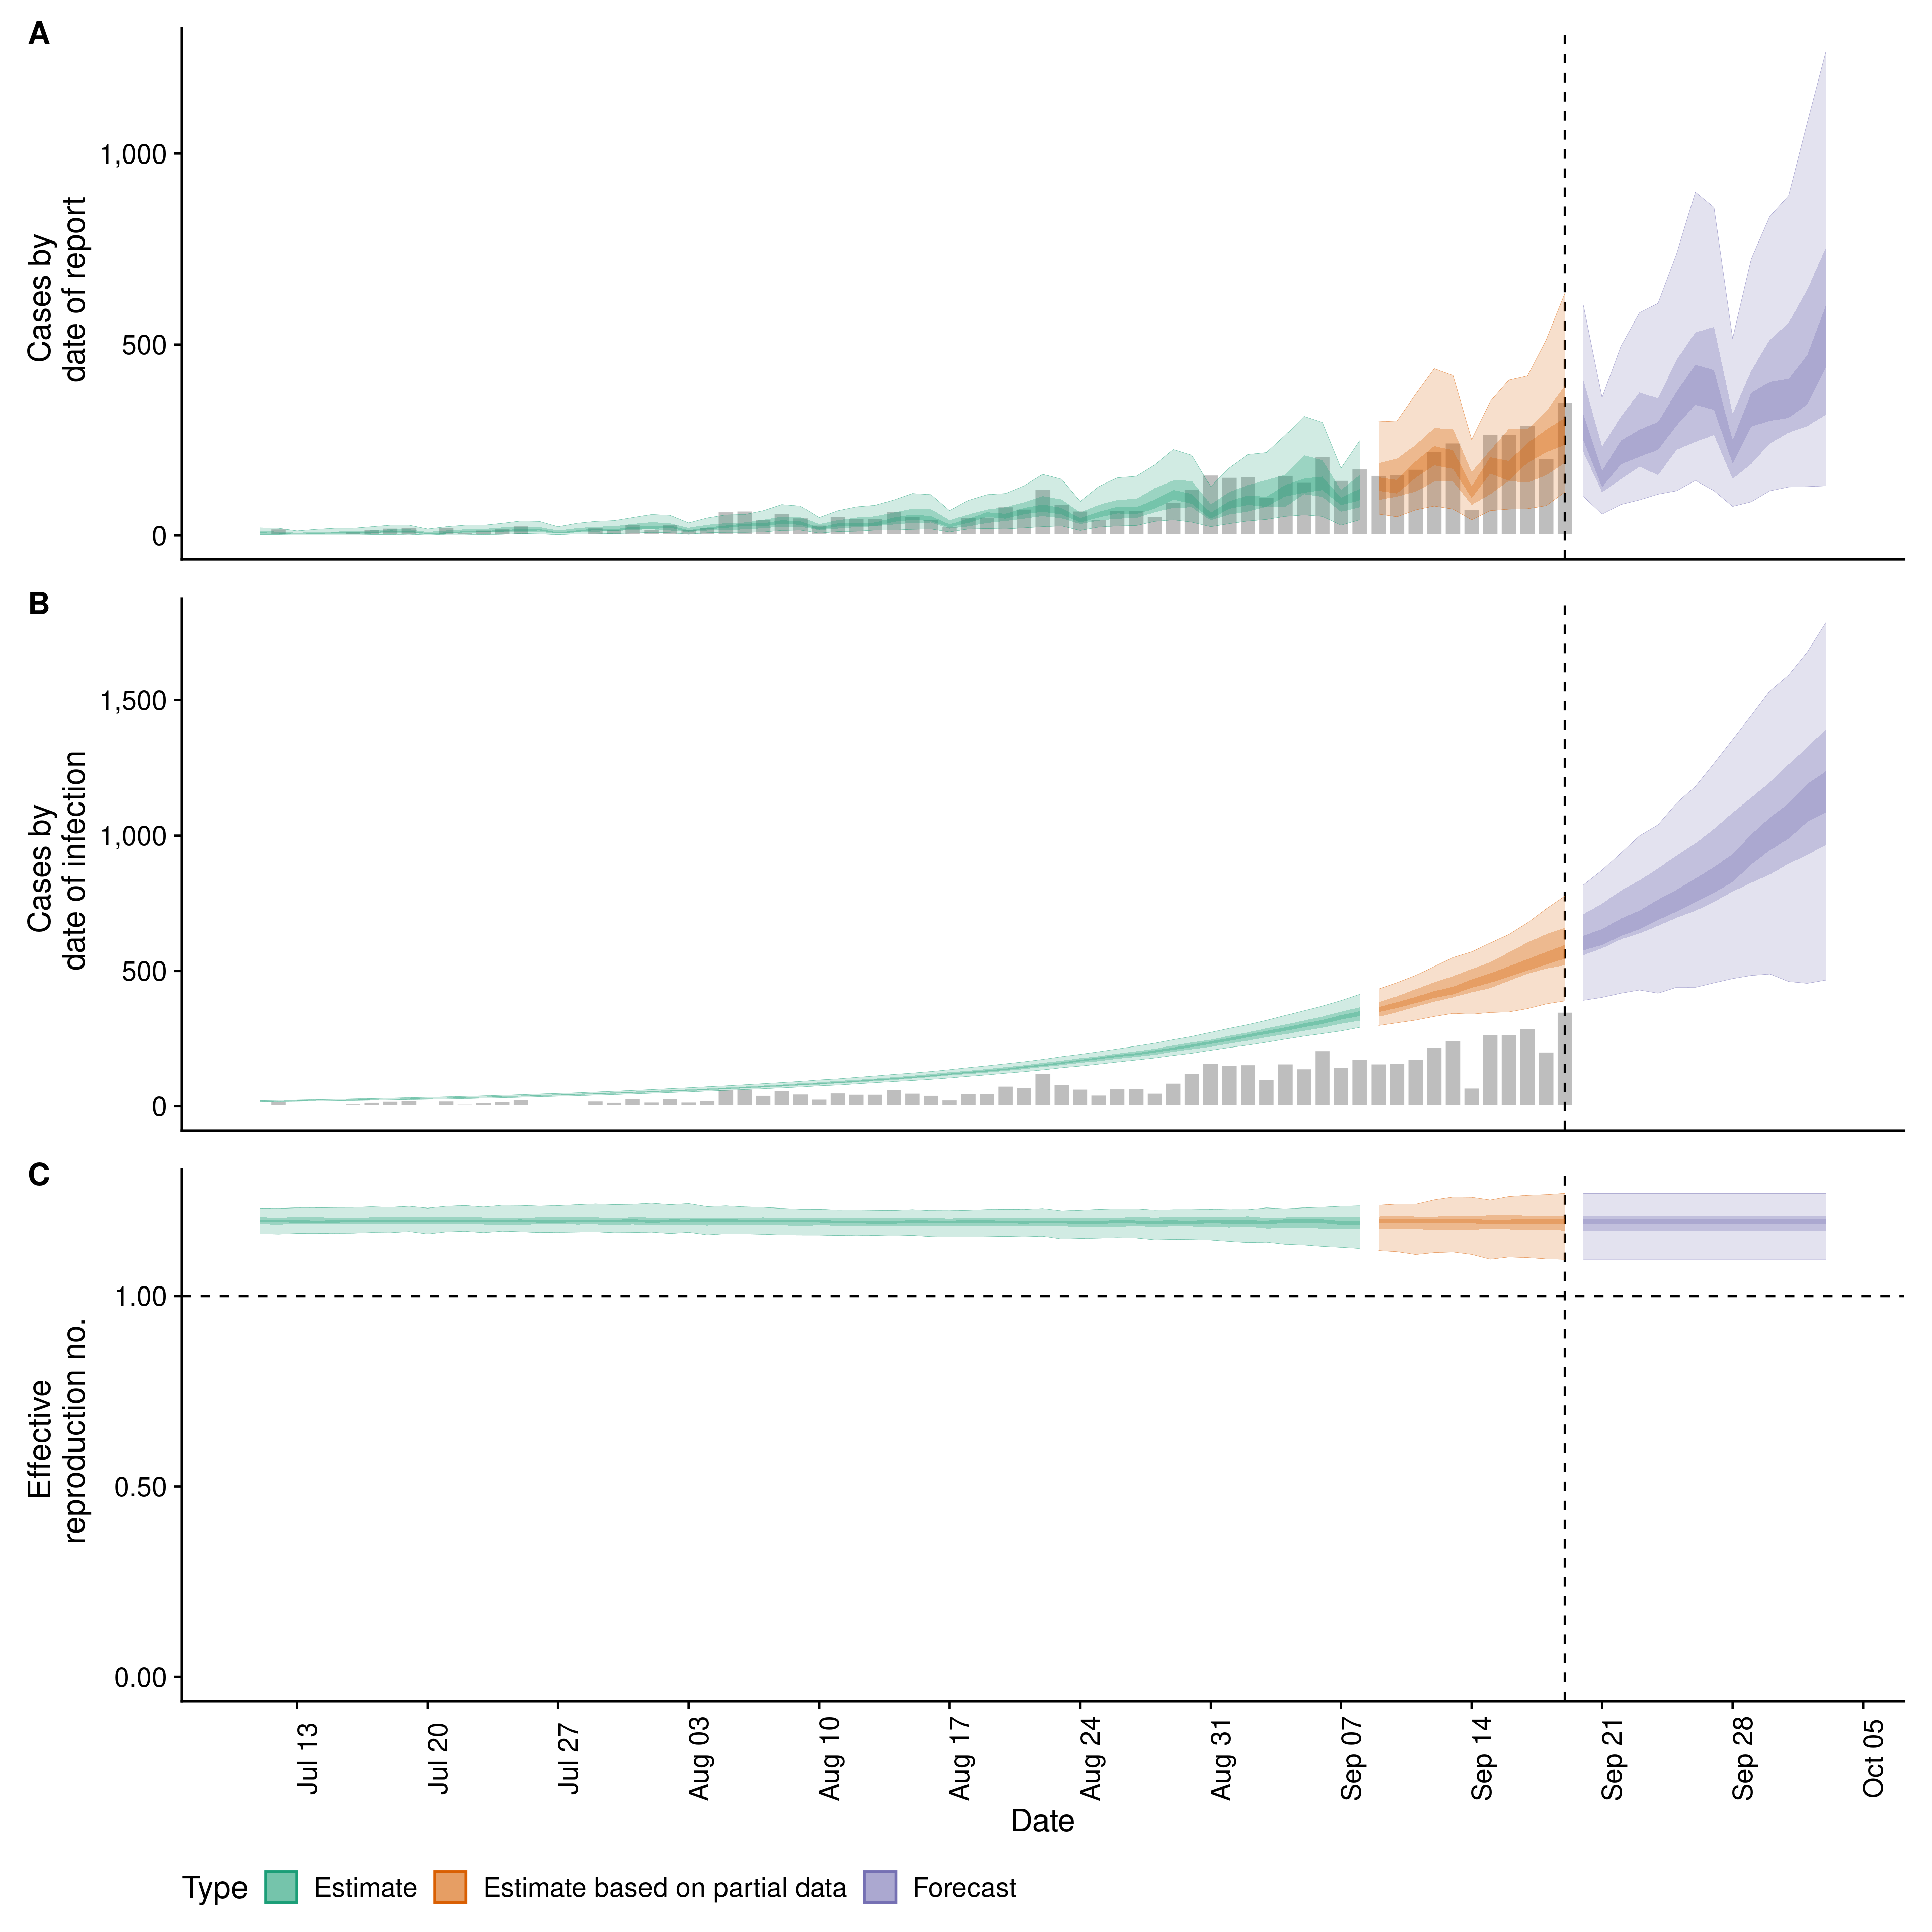 A
Cases by
date of report
1,000
500
0
B
Cases by
date of infection
1,500
1,000
500
0
C
Effective
reproduction no.
1.00
0.50
0.00
Jul 13
Jul 20
Jul 27
Aug 03
Aug 10
Aug 17
Aug 24
Aug 31
Sep 07
Sep 14
Sep 21
Sep 28
Oct 05
Date
Type Estimate Estimate based on partial data Forecast